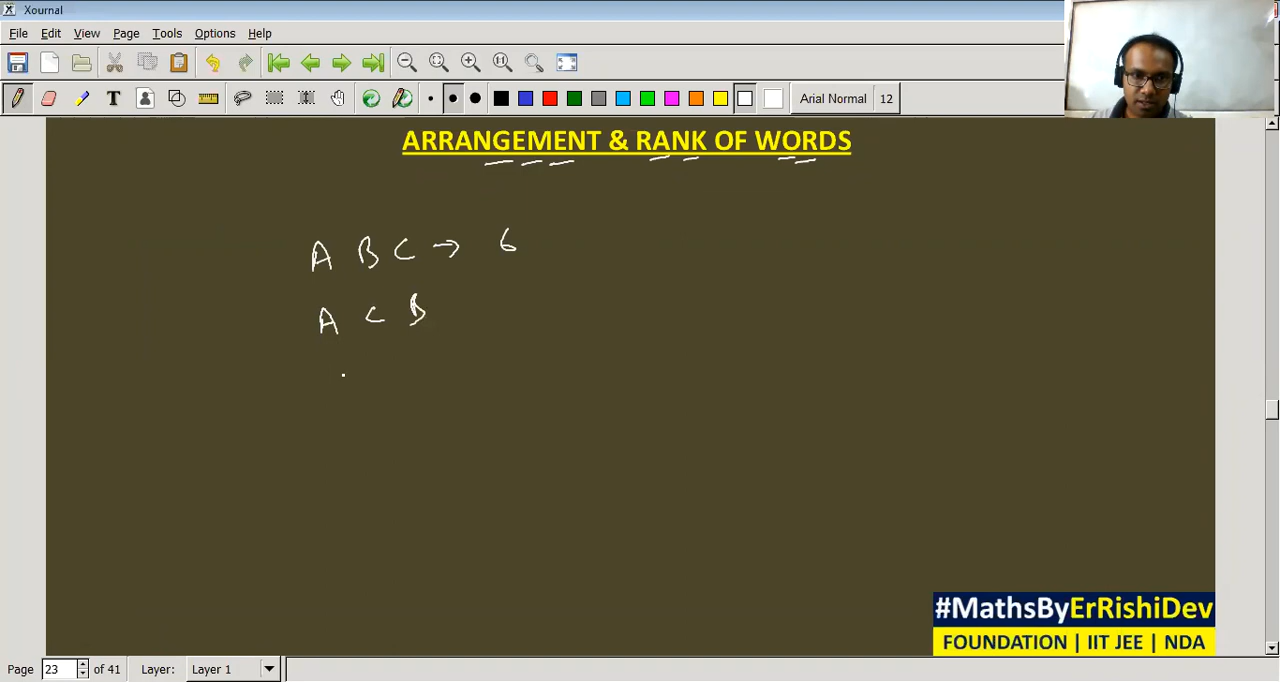 Xournal
File Edit View Page Tools Options Help
Arial Normal 12
ARRANGEMENT & RANK OF WORDS
A B C → 6
A C B
#MathsByErRishiDev
FOUNDATION | IIT JEE | NDA
Page 23 of 41 Layer: Layer 1